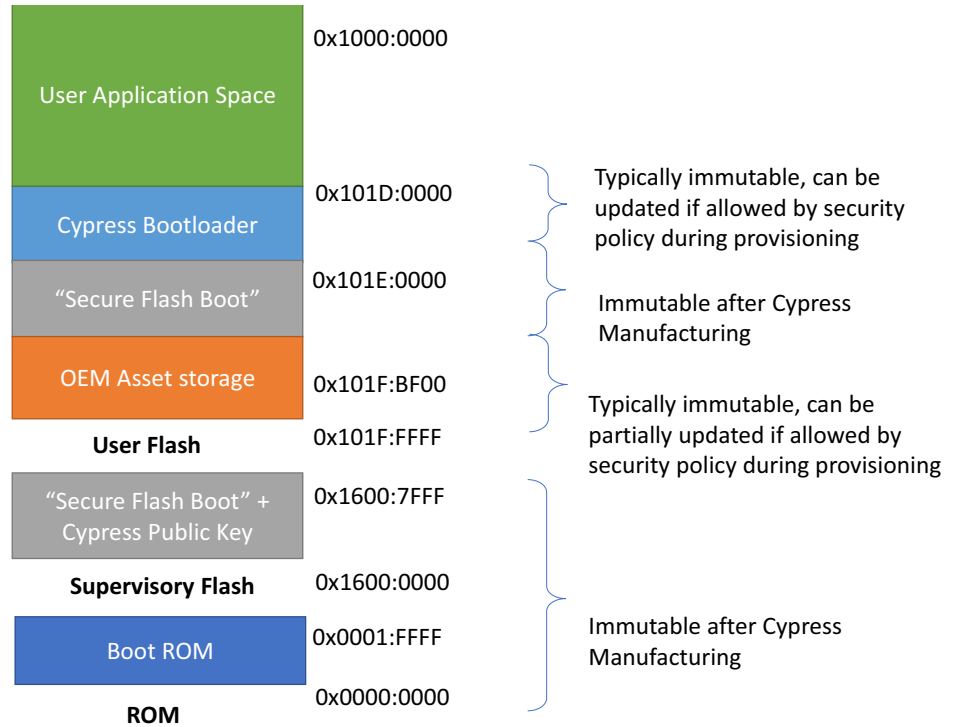 0x1000:0000
User Application Space
0x101D:0000
Typically immutable, can be
updated if allowed by security
policy during provisioning
Cypress Bootloader
0x101E:0000
“Secure Flash Boot”
Immutable after Cypress
Manufacturing
OEM Asset storage
0x101F:BF00
Typically immutable, can be
partially updated if allowed by
security policy during provisioning
0x101F:FFFF
User Flash
“Secure Flash Boot” +
Cypress Public Key
0x1600:7FFF
Supervisory Flash
0x1600:0000
Boot ROM
0x0001:FFFF
Immutable after Cypress
Manufacturing
0x0000:0000
ROM